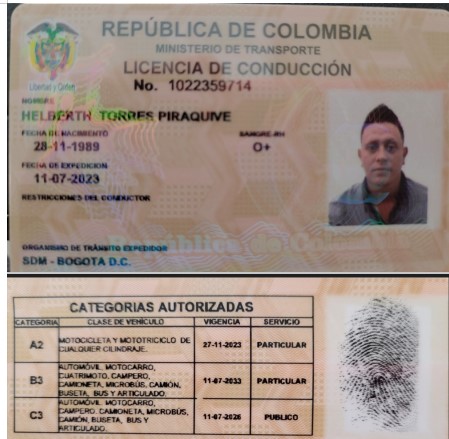 REPÚBLICA DE COLOMBIA
MINISTERIO DE TRANSPORTE
LICENCIA DE CONDUCCIÓN
No. 1022359714
Libertad y Orden
NOMBRE
HELDERTH TORRES PIRAQUIVE
FECHA DE NACIMIENTO SANGRE-RH
28-11-1989 O+
FECHA DE EXPEDICION
11-07-2023
RESTRICCIONES DEL CONDUCTOR
República de Colom
ORGANISMO DE TRÁNSITO EXPEDIDOR
SDM - BOGOTA D.C.
CATEGORIAS AUTORIZADAS
CATEGORIA CLASE DE VEHÍCULO VIGENCIA SERVICIO
A2 MOTOCICLETA Y MOTOTRICICLO DE CUALQUIER CILINDRAJE. 27-11-2023 PARTICULAR
B3 AUTOMÓVIL, MOTOCARRO, CUATRIMOTO, CAMPERO, CAMIONETA, MICROBÚS, CAMIÓN, BUSETA, BUS Y ARTICULADO. 11-07-2033 PARTICULAR
C3 AUTOMÓVIL, MOTOCARRO, CAMPERO, CAMIONETA, MICROBÚS, CAMIÓN, BUSETA, BUS Y ARTICULADO. 11-07-2026 PUBLICO